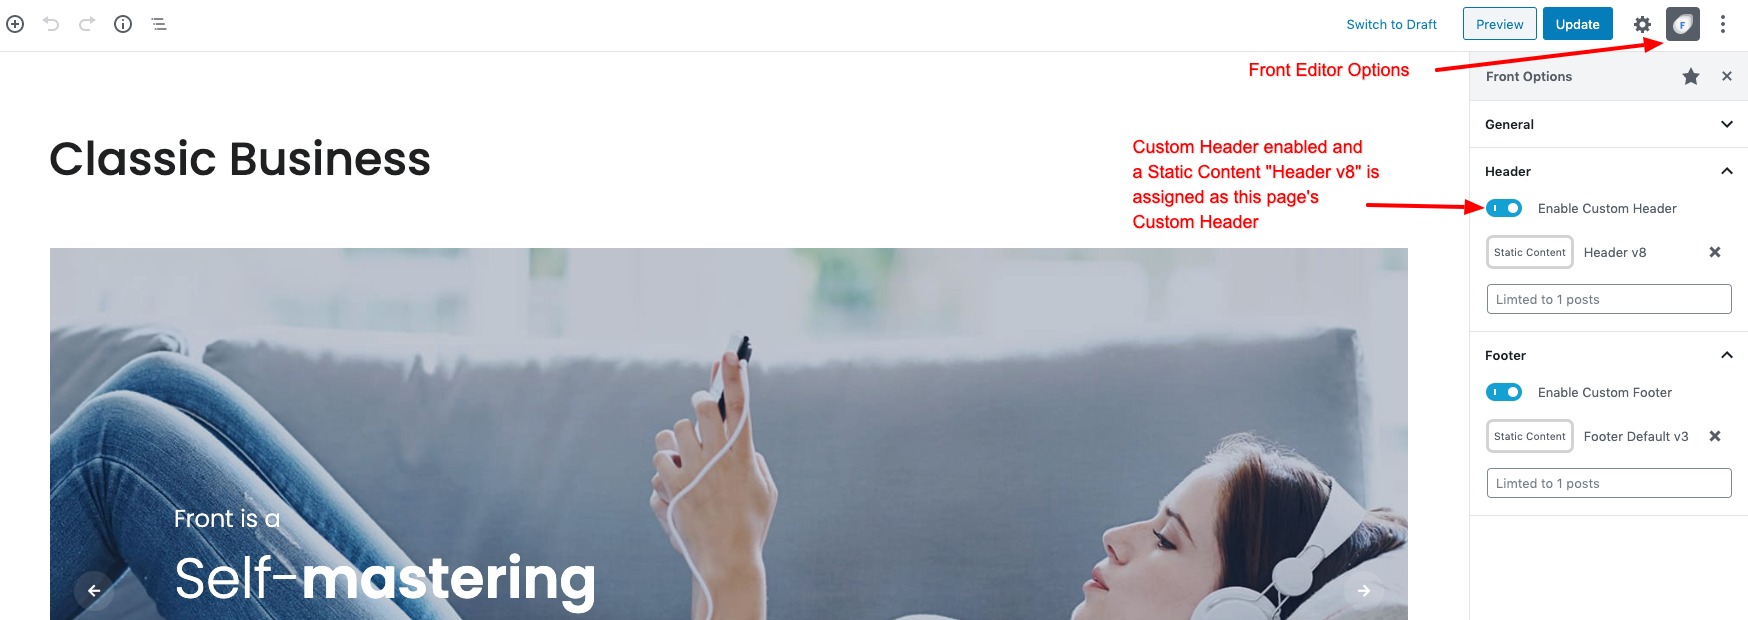 Switch to Draft
Preview
Update
F
Front Editor Options
Front Options
General
Classic Business
Custom Header enabled and
a Static Content "Header v8" is
assigned as this page's
Custom Header
Header
Enable Custom Header
Static Content Header v8
Limted to 1 posts
Footer
Enable Custom Footer
Static Content Footer Default v3
Limted to 1 posts
Front is a
Self-mastering